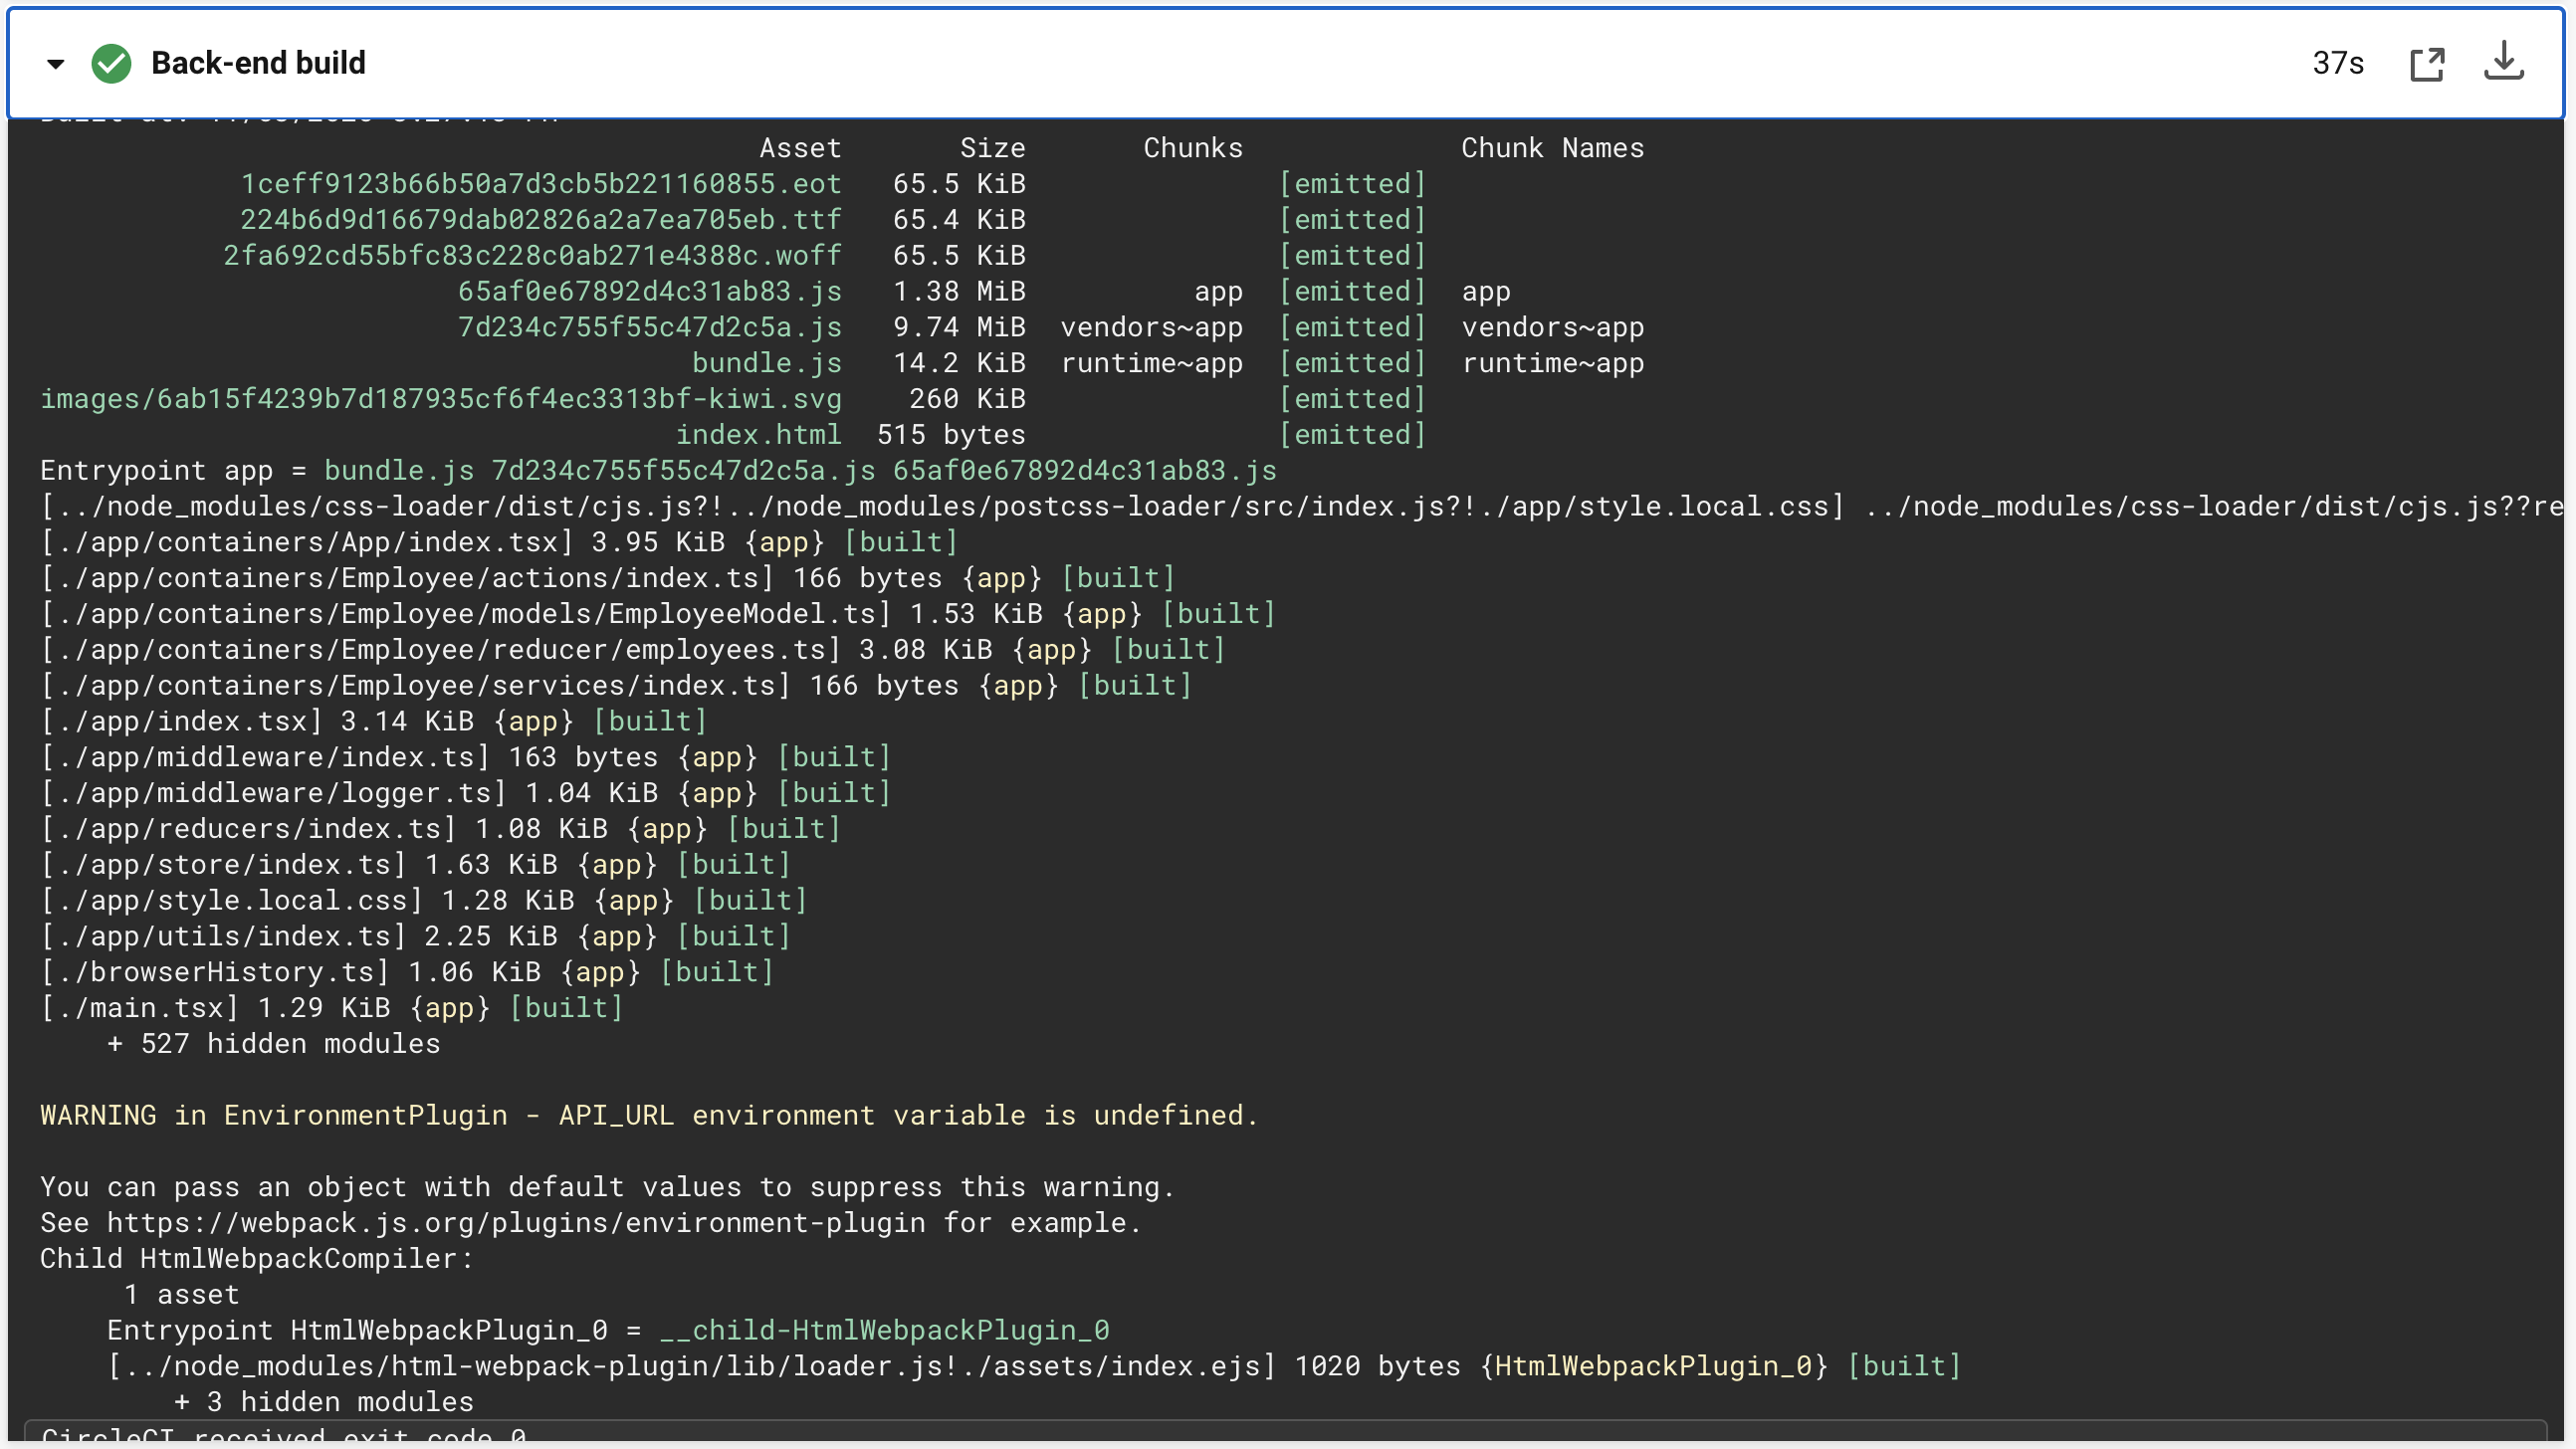 Back-end build 37s
Asset Size Chunks Chunk Names
1ceff9123b66b50a7d3cb5b221160855.eot 65.5 KiB [emitted]
224b6d9d16679dab02826a2a7ea705eb.ttf 65.4 KiB [emitted]
2fa692cd55bfc83c228c0ab271e4388c.woff 65.5 KiB [emitted]
65af0e67892d4c31ab83.js 1.38 MiB app [emitted] app
7d234c755f55c47d2c5a.js 9.74 MiB vendors~app [emitted] vendors~app
bundle.js 14.2 KiB runtime~app [emitted] runtime~app
images/6ab15f4239b7d187935cf6f4ec3313bf-kiwi.svg 260 KiB [emitted]
index.html 515 bytes [emitted]
Entrypoint app = bundle.js 7d234c755f55c47d2c5a.js 65af0e67892d4c31ab83.js
[../node_modules/css-loader/dist/cjs.js?!../node_modules/postcss-loader/src/index.js?!./app/style.local.css] ../node_modules/css-loader/dist/cjs.js??re
[./app/containers/App/index.tsx] 3.95 KiB {app} [built]
[./app/containers/Employee/actions/index.ts] 166 bytes {app} [built]
[./app/containers/Employee/models/EmployeeModel.ts] 1.53 KiB {app} [built]
[./app/containers/Employee/reducer/employees.ts] 3.08 KiB {app} [built]
[./app/containers/Employee/services/index.ts] 166 bytes {app} [built]
[./app/index.tsx] 3.14 KiB {app} [built]
[./app/middleware/index.ts] 163 bytes {app} [built]
[./app/middleware/logger.ts] 1.04 KiB {app} [built]
[./app/reducers/index.ts] 1.08 KiB {app} [built]
[./app/store/index.ts] 1.63 KiB {app} [built]
[./app/style.local.css] 1.28 KiB {app} [built]
[./app/utils/index.ts] 2.25 KiB {app} [built]
[./browserHistory.ts] 1.06 KiB {app} [built]
[./main.tsx] 1.29 KiB {app} [built]
+ 527 hidden modules
WARNING in EnvironmentPlugin - API_URL environment variable is undefined.
You can pass an object with default values to suppress this warning.
See https://webpack.js.org/plugins/environment-plugin for example.
Child HtmlWebpackCompiler:
1 asset
Entrypoint HtmlWebpackPlugin_0 = __child-HtmlWebpackPlugin_0
[../node_modules/html-webpack-plugin/lib/loader.js!./assets/index.ejs] 1020 bytes {HtmlWebpackPlugin_0} [built]
+ 3 hidden modules
CircleCI received exit code 0